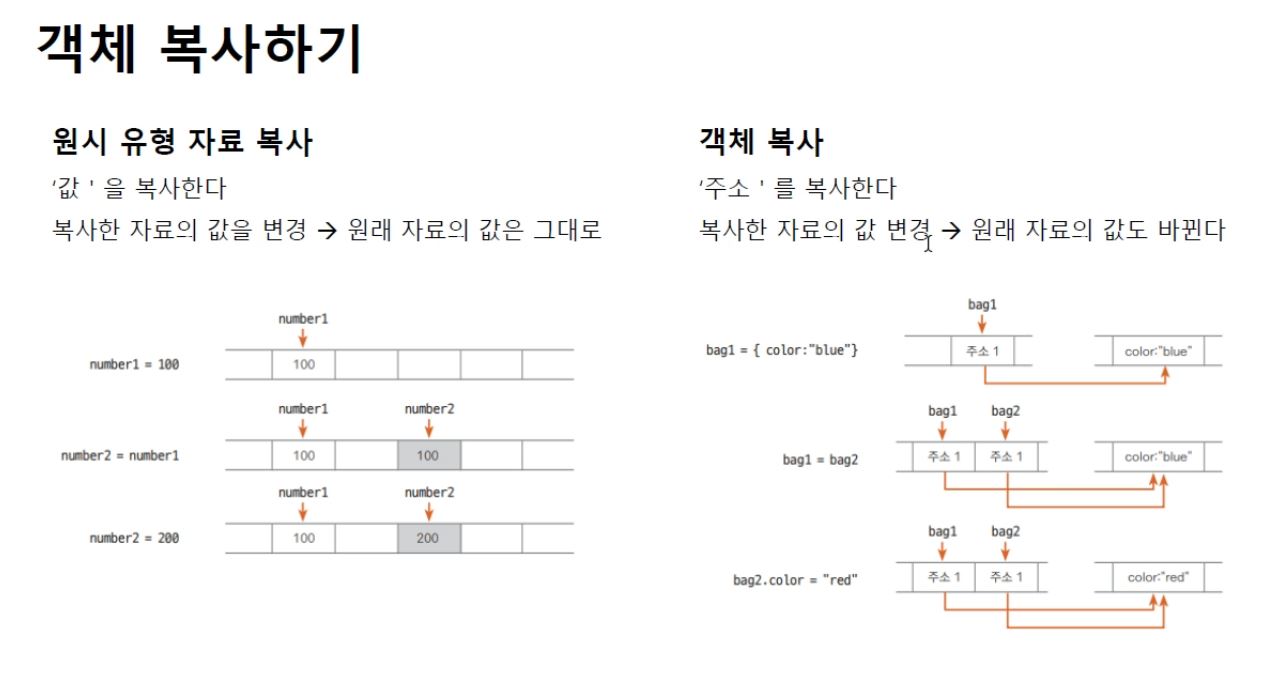 객체 복사하기
원시 유형 자료 복사
‘값 ' 을 복사한다
복사한 자료의 값을 변경 → 원래 자료의 값은 그대로
number1
number1 = 100
100
number1 number2
number2 = number1
100 100
number1 number2
number2 = 200
100 200
객체 복사
‘주소 ' 를 복사한다
복사한 자료의 값 변경 → 원래 자료의 값도 바뀐다
bag1
bag1 = { color:"blue"}
주소 1 color:"blue"
bag1 bag2
bag1 = bag2
주소 1 주소 1 color:"blue"
bag1 bag2
bag2.color = "red"
주소 1 주소 1 color:"red"